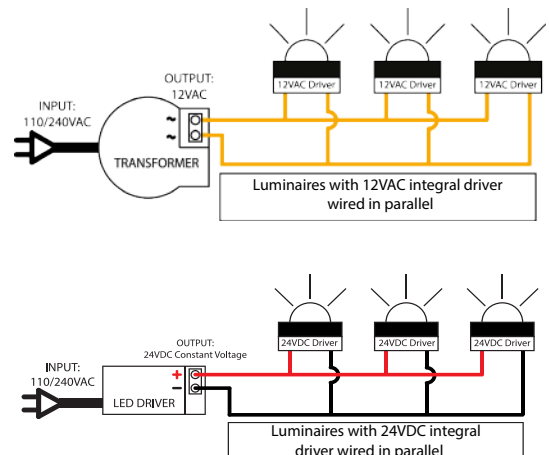 OUTPUT:
12VAC
12VAC Driver
12VAC Driver
12VAC Driver
INPUT:
110/240VAC
~
~
TRANSFORMER
Luminaires with 12VAC integral driver
wired in parallel
OUTPUT:
24VDC Constant Voltage
24VDC Driver
24VDC Driver
24VDC Driver
INPUT:
110/240VAC
+
−
LED DRIVER
Luminaires with 24VDC integral
driver wired in parallel